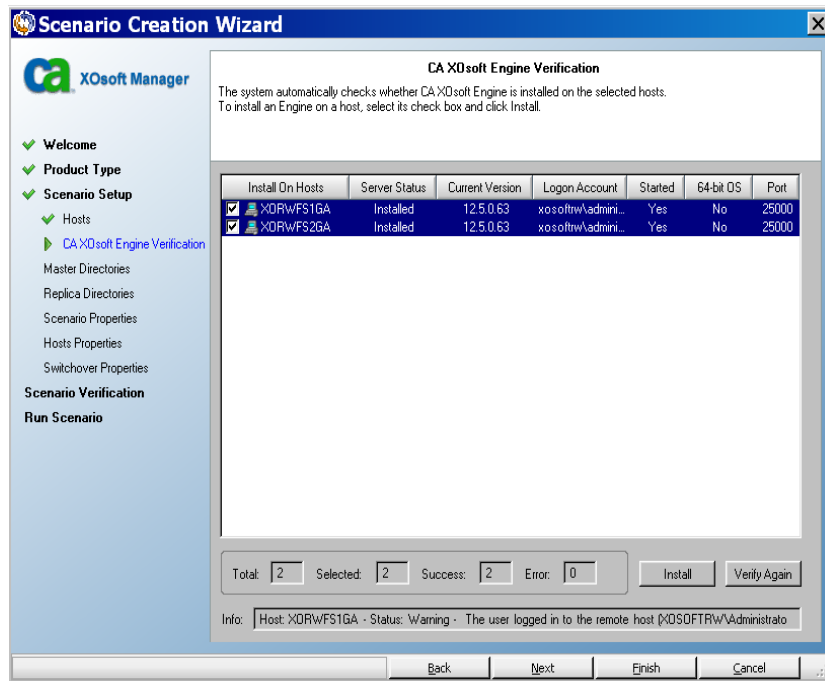 Scenario Creation Wizard
ca XOsoft Manager
CA XOsoft Engine Verification
The system automatically checks whether CA XOsoft Engine is installed on the selected hosts.
To install an Engine on a host, select its check box and click Install.
Welcome
Product Type
Scenario Setup
Hosts
CA XOsoft Engine Verification
Master Directories
Replica Directories
Scenario Properties
Hosts Properties
Switchover Properties
Scenario Verification
Run Scenario
Install On Hosts Server Status Current Version Logon Account Started 64-bit OS Port
XORWFS1GA Installed 12.5.0.63 xosoftrw\admini... Yes No 25000
XORWFS2GA Installed 12.5.0.63 xosoftrw\admini... Yes No 25000
Total: 2 Selected: 2 Success: 2 Error: 0 Install Verify Again
Info: Host: XORWFS1GA - Status: Warning - The user logged in to the remote host (XOSOFTRW\Administrato
Back Next Finish Cancel